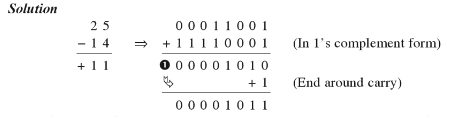 Solution
2 5 0 0 0 1 1 0 0 1
– 1 4 ⇒ + 1 1 1 1 0 0 0 1 (In 1's complement form)
+ 1 1 ❶ 0 0 0 0 1 0 1 0
+ 1 (End around carry)
0 0 0 0 1 0 1 1